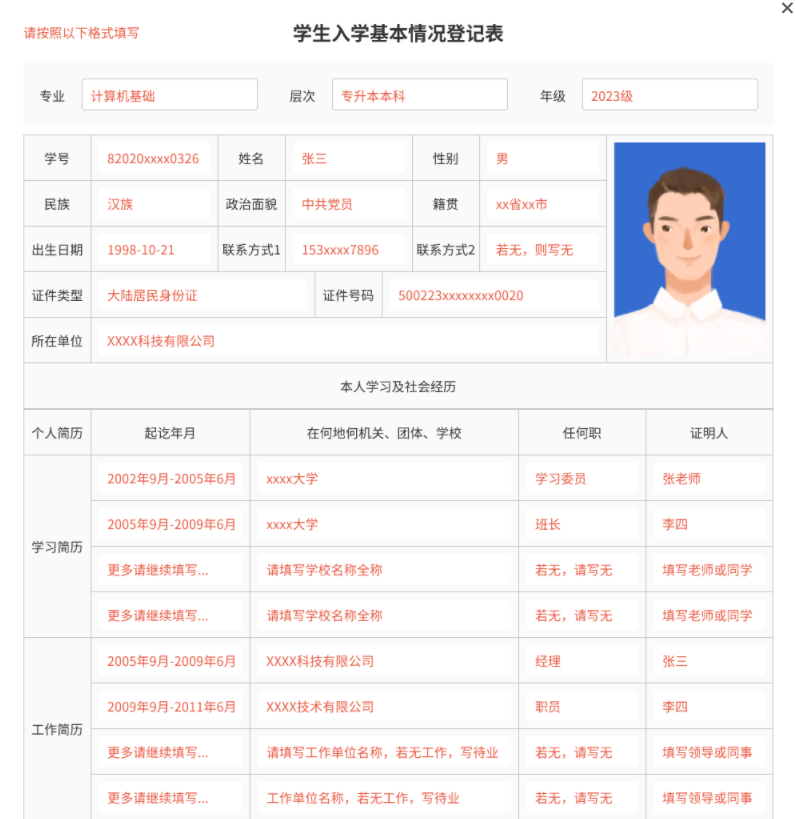 请按照以下格式填写
学生入学基本情况登记表
专业 计算机基础 层次 专升本本科 年级 2023级
学号 82020xxxx0326 姓名 张三 性别 男
民族 汉族 政治面貌 中共党员 籍贯 xx省xx市
出生日期 1998-10-21 联系方式1 153xxxx7896 联系方式2 若无，则写无
证件类型 大陆居民身份证 证件号码 500223xxxxxxxx0020
所在单位 XXXX科技有限公司
本人学习及社会经历
个人简历 起讫年月 在何地何机关、团体、学校 任何职 证明人
学习简历
2002年9月-2005年6月 xxxx大学 学习委员 张老师
2005年9月-2009年6月 xxxx大学 班长 李四
更多请继续填写... 请填写学校名称全称 若无，请写无 填写老师或同学
更多请继续填写... 请填写学校名称全称 若无，请写无 填写老师或同学
工作简历
2005年9月-2009年6月 XXXX科技有限公司 经理 张三
2009年9月-2011年6月 XXXX技术有限公司 职员 李四
更多请继续填写... 请填写工作单位名称，若无工作，写待业 若无，请写无 填写领导或同事
更多请继续填写... 工作单位名称，若无工作，写待业 若无，请写无 填写领导或同事